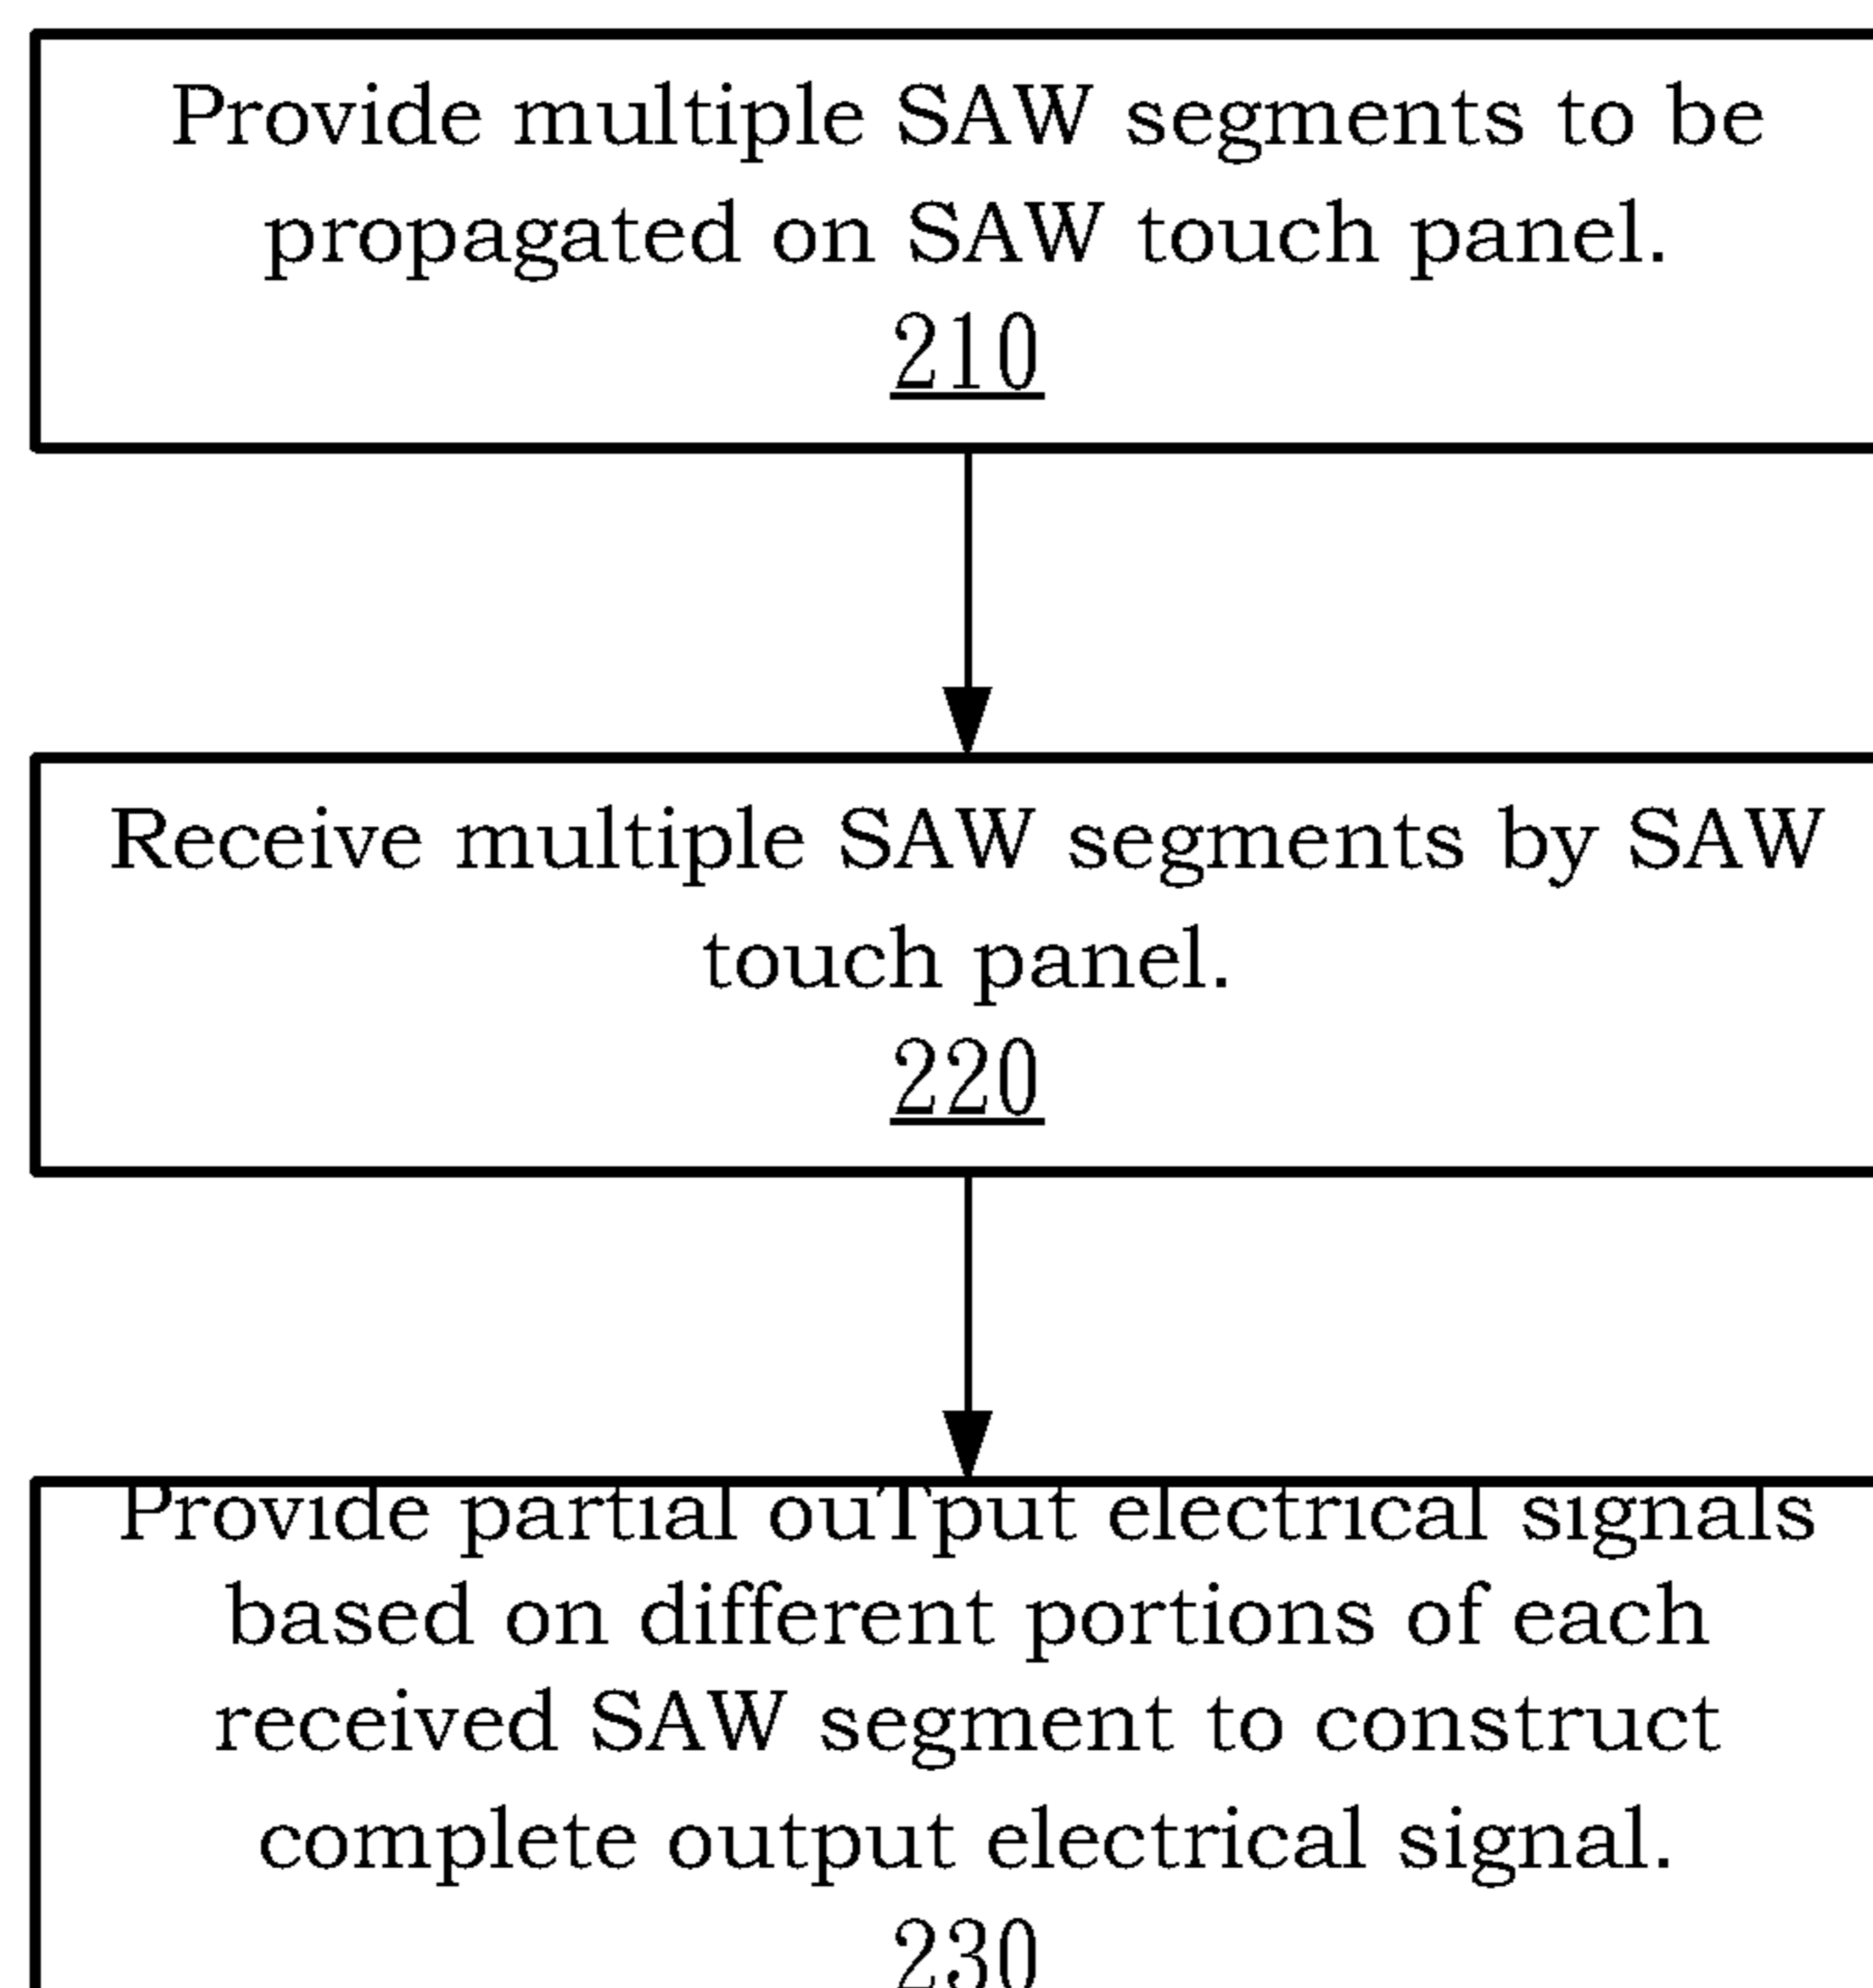 Provide multiple SAW segments to be
propagated on SAW touch panel.
210
Receive multiple SAW segments by SAW
touch panel.
220
Provide partial ouTput electrical signals
based on different portions of each
received SAW segment to construct
complete output electrical signal.
230